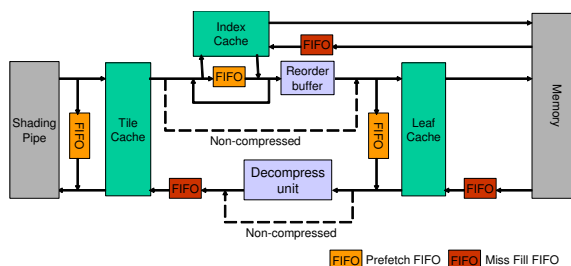 Index
Cache
FIFO
FIFO
Reorder
buffer
Shading
Pipe
FIFO
Tile
Cache
Non-compressed
FIFO
Leaf
Cache
Memory
FIFO
Decompress
unit
FIFO
Non-compressed
FIFO Prefetch FIFO
FIFO Miss Fill FIFO